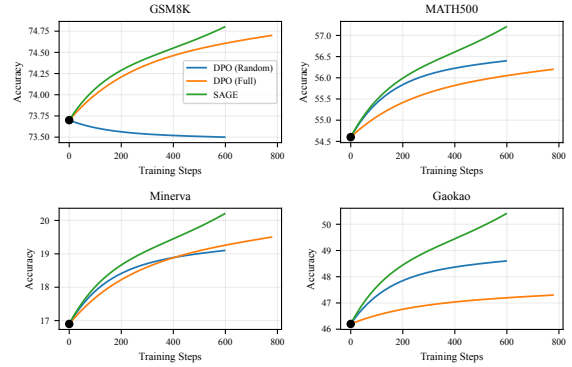 GSM8K
74.75
74.50
74.25
74.00
73.75
73.50
Accuracy
0 200 400 600 800
Training Steps
DPO (Random)
DPO (Full)
SAGE
MATH500
57.0
56.5
56.0
55.5
55.0
54.5
Accuracy
0 200 400 600 800
Training Steps
Minerva
20
19
18
17
Accuracy
0 200 400 600 800
Training Steps
Gaokao
50
49
48
47
46
Accuracy
0 200 400 600 800
Training Steps